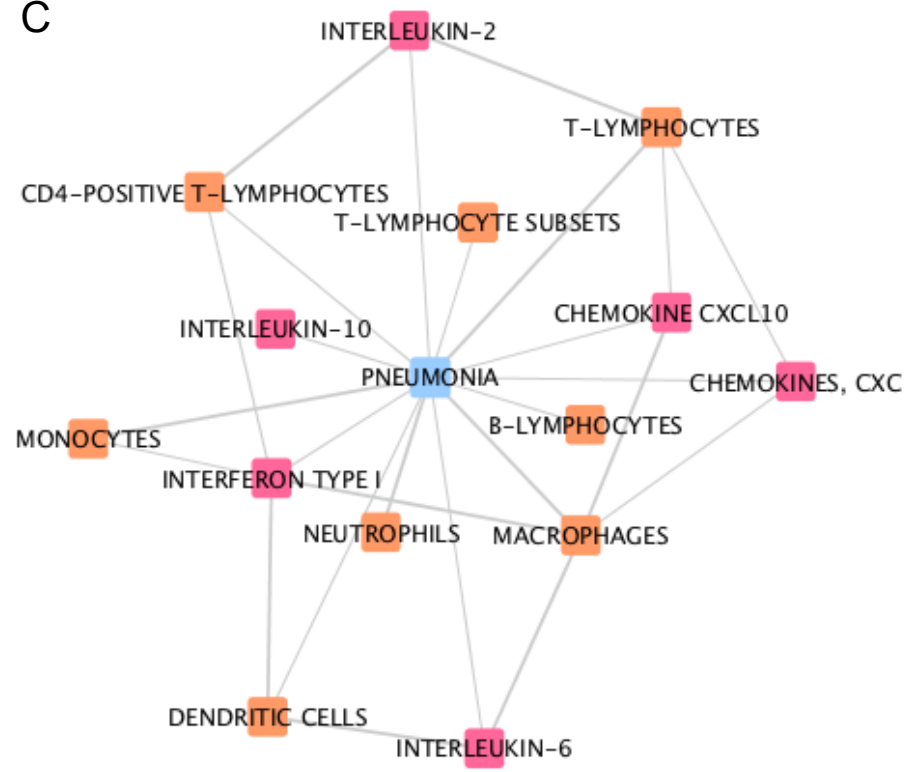 C
INTERLEUKIN-2
T-LYMPHOCYTES
CD4-POSITIVE T-LYMPHOCYTES
T-LYMPHOCYTE SUBSETS
CHEMOKINE CXCL10
INTERLEUKIN-10
PNEUMONIA
CHEMOKINES, CXC
B-LYMPHOCYTES
MONOCYTES
INTERFERON TYPE I
NEUTROPHILS
MACROPHAGES
DENDRITIC CELLS
INTERLEUKIN-6